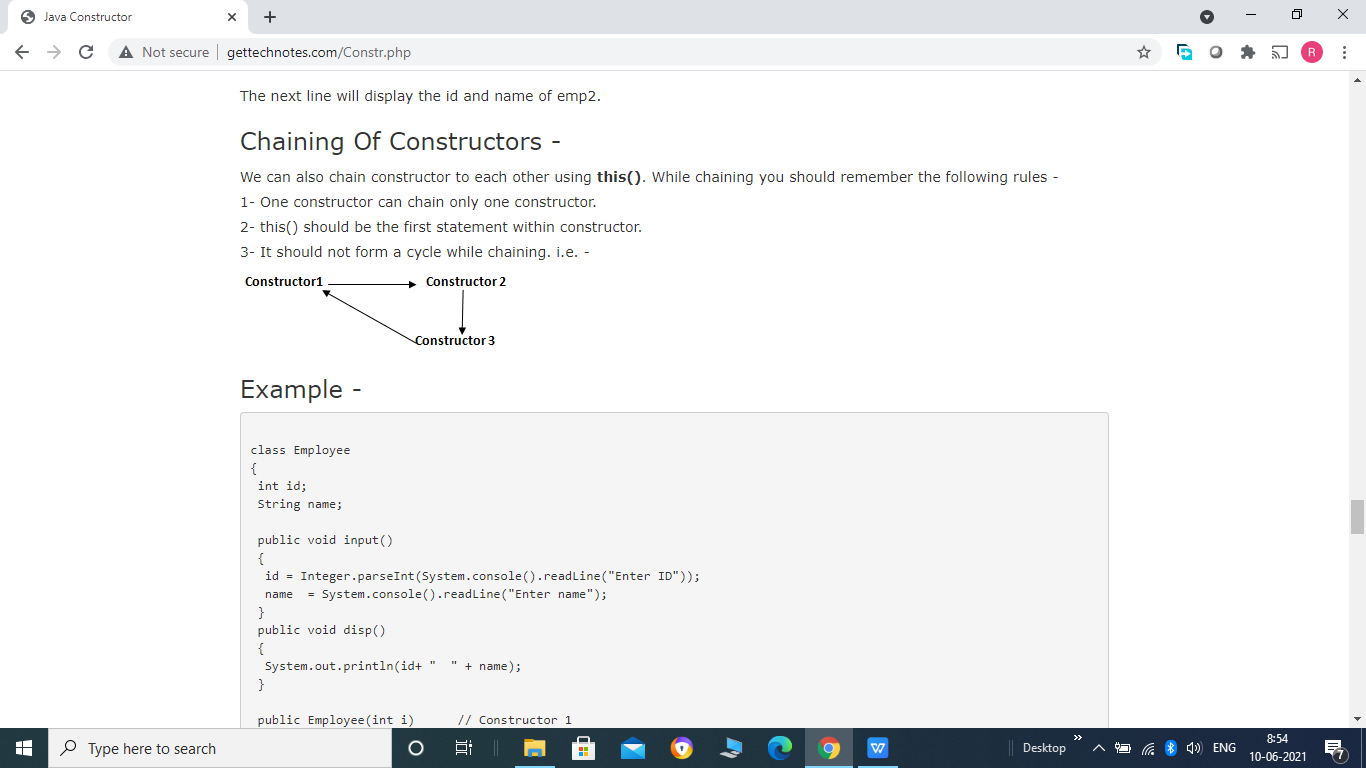 Java Constructor
Not secure
gettechnotes.com/Constr.php
R
The next line will display the id and name of emp2.
Chaining Of Constructors -
We can also chain constructor to each other using this(). While chaining you should remember the following rules -
1- One constructor can chain only one constructor.
2- this() should be the first statement within constructor.
3- It should not form a cycle while chaining. i.e. -
Constructor1 Constructor 2
Constructor 3
Example -
class Employee
{
int id;
String name;
public void input()
{
id = Integer.parseInt(System.console().readLine("Enter ID"));
name  = System.console().readLine("Enter name");
}
public void disp()
{
System.out.println(id+ "  " + name);
}
public Employee(int i)      // Constructor 1
Type here to search
Desktop
ENG
8:54
10-06-2021
7